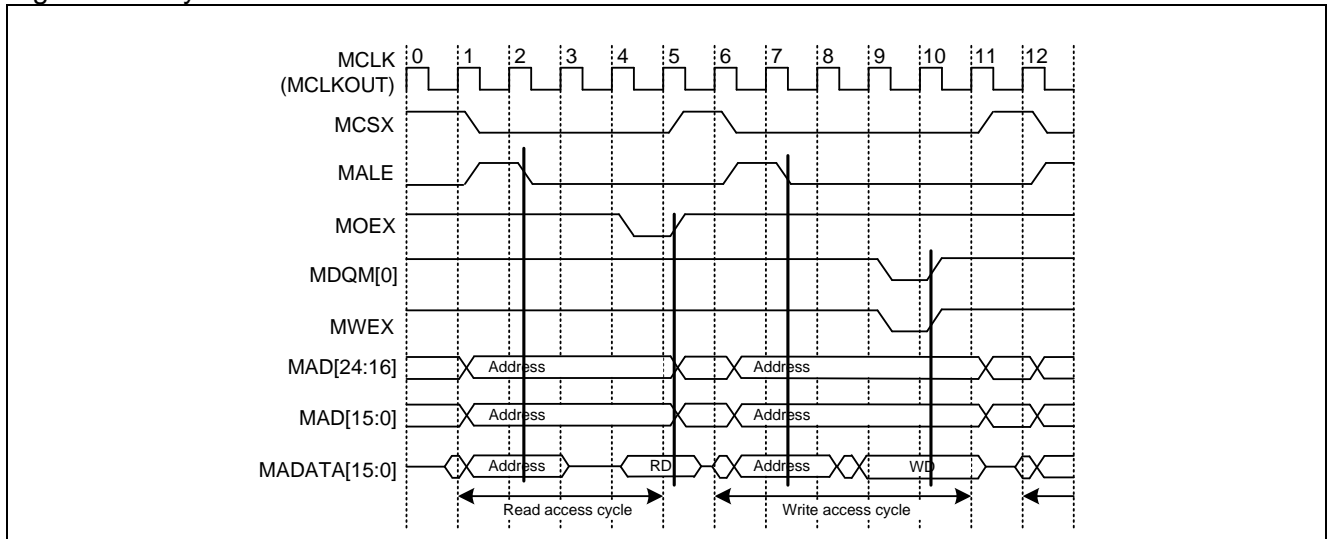 MCLK 0 1 2 3 4 5 6 7 8 9 10 11 12
(MCLKOUT)
MCSX
MALE
MOEX
MDQM[0]
MWEX
MAD[24:16] Address Address
MAD[15:0] Address Address
MADATA[15:0] Address RD Address WD
Read access cycle Write access cycle